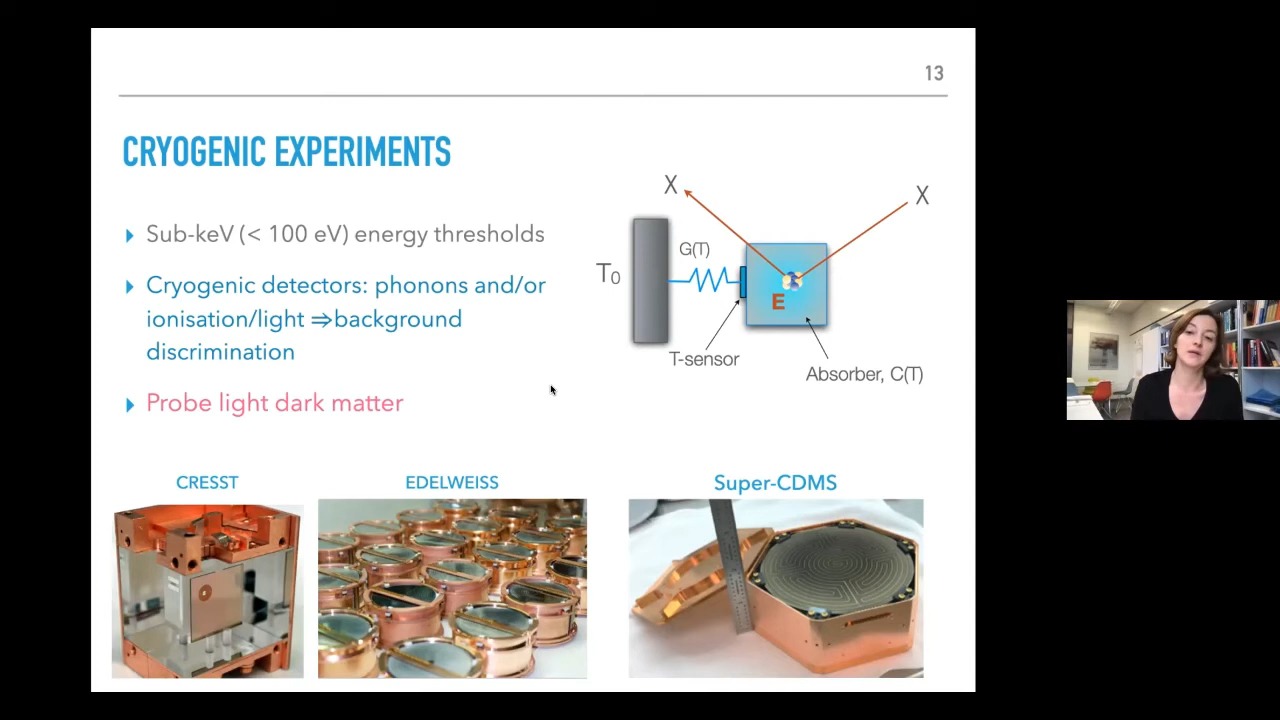 13
CRYOGENIC EXPERIMENTS
Sub-keV (< 100 eV) energy thresholds
Cryogenic detectors: phonons and/or
ionisation/light ⇒background
discrimination
Probe light dark matter
X
X
G(T)
T0
E
T-sensor
Absorber, C(T)
CRESST
EDELWEISS
Super-CDMS